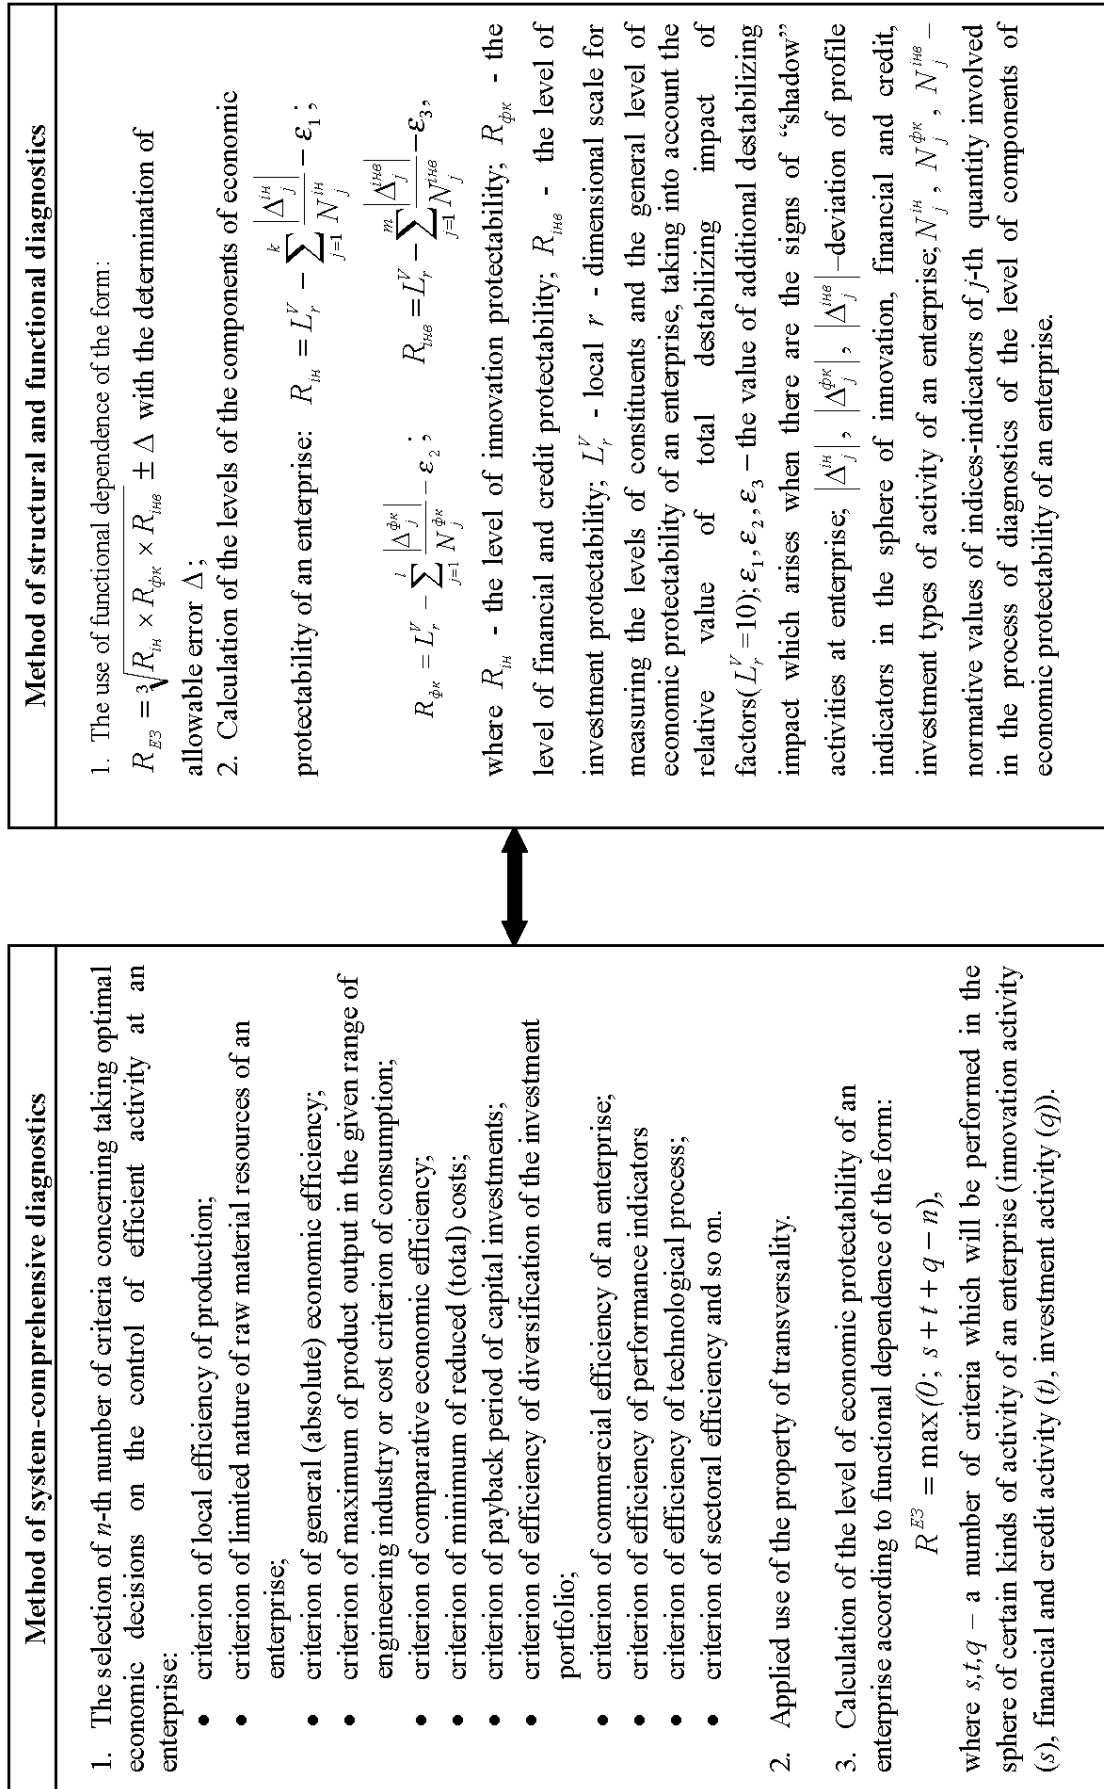 Method of system-comprehensive diagnostics
1. The selection of n-th number of criteria concerning taking optimal
economic decisions on the control of efficient activity at an
enterprise:
• criterion of local efficiency of production;
• criterion of limited nature of raw material resources of an
enterprise;
• criterion of general (absolute) economic efficiency;
• criterion of maximum of product output in the given range of
engineering industry or cost criterion of consumption;
• criterion of comparative economic efficiency;
• criterion of minimum of reduced (total) costs;
• criterion of payback period of capital investments;
• criterion of efficiency of diversification of the investment
portfolio;
• criterion of commercial efficiency of an enterprise;
• criterion of efficiency of performance indicators
• criterion of efficiency of technological process;
• criterion of sectoral efficiency and so on.
2. Applied use of the property of transversality.
3. Calculation of the level of economic protectability of an
enterprise according to functional dependence of the form:
R^{ЕЗ} = max(0; s + t + q − n),
where s,t,q – a number of criteria which will be performed in the
sphere of certain kinds of activity of an enterprise (innovation activity
(s), financial and credit activity (t), investment activity (q)).
Method of structural and functional diagnostics
1. The use of functional dependence of the form:
R_{ЕЗ} = ∛(R_{ін} × R_{фк} × R_{інв}) ± Δ with the determination of
allowable error Δ;
2. Calculation of the levels of the components of economic
protectability of an enterprise: R_{ін} = L_r^V − ∑_{j=1}^{k} |Δ_j^{ін}| / N_j^{ін} − ε_1;
R_{фк} = L_r^V − ∑_{j=1}^{l} |Δ_j^{фк}| / N_j^{фк} − ε_2; R_{інв} = L_r^V − ∑_{j=1}^{m} |Δ_j^{інв}| / N_j^{інв} − ε_3,
where R_{ін} - the level of innovation protectability; R_{фк} - the
level of financial and credit protectability; R_{інв} - the level of
investment protectability; L_r^V - local r - dimensional scale for
measuring the levels of constituents and the general level of
economic protectability of an enterprise, taking into account the
relative value of total destabilizing impact of
factors(L_r^V=10); ε_1, ε_2, ε_3 – the value of additional destabilizing
impact which arises when there are the signs of “shadow”
activities at enterprise; |Δ_j^{ін}|, |Δ_j^{фк}|, |Δ_j^{інв}| –deviation of profile
indicators in the sphere of innovation, financial and credit,
investment types of activity of an enterprise; N_j^{ін}, N_j^{фк}, N_j^{інв} –
normative values of indices-indicators of j-th quantity involved
in the process of diagnostics of the level of components of
economic protectability of an enterprise.